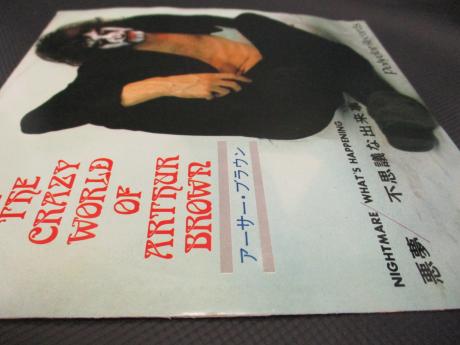 THE
CRAZY
WORLD
OF
ARTHUR
BROWN
アーサー・ブラウン
NIGHTMARE / WHAT'S HAPPENING
悪夢 / 不思議な出来事